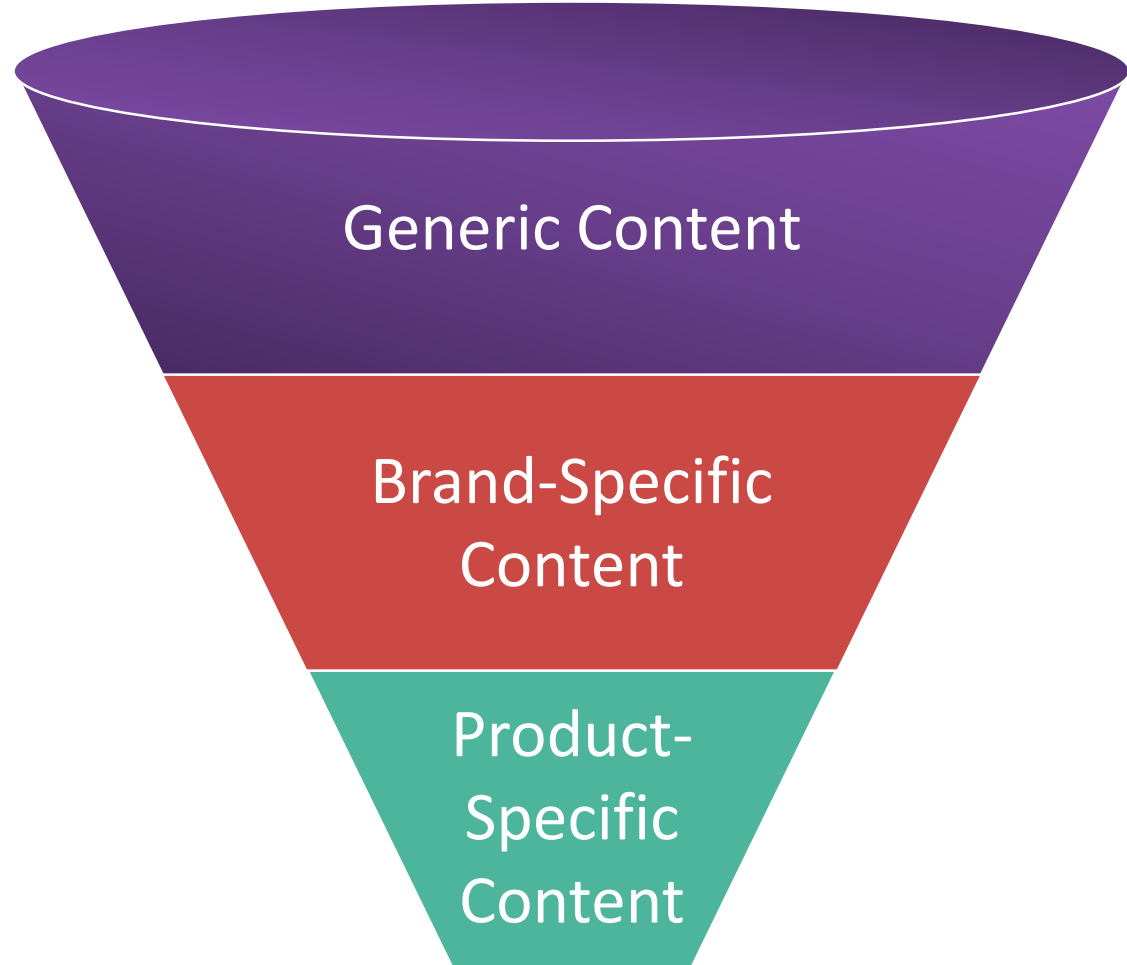 Generic Content
Brand-Specific
Content
Product-
Specific
Content